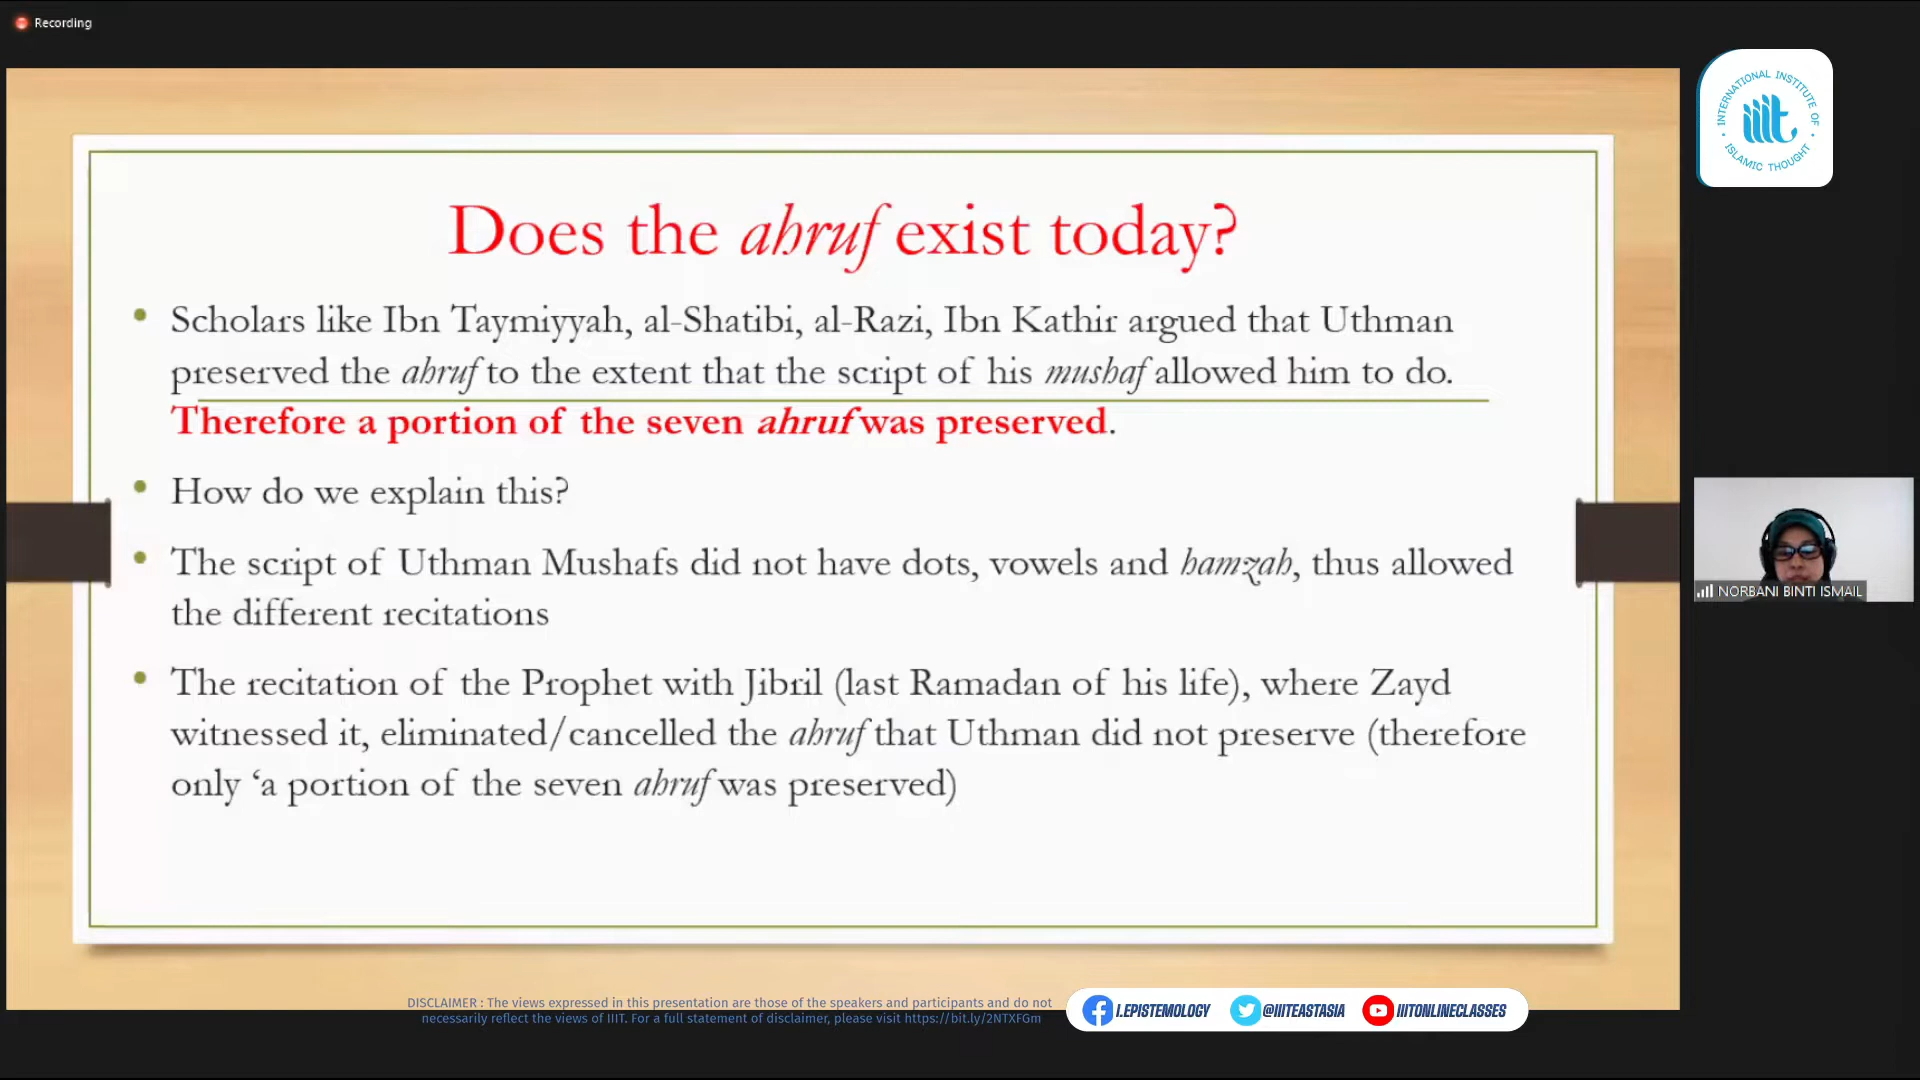 Recording
INTERNATIONAL INSTITUTE OF
ISLAMIC THOUGHT
iiit
Does the ahruf exist today?
• Scholars like Ibn Taymiyyah, al-Shatibi, al-Razi, Ibn Kathir argued that Uthman
preserved the ahruf to the extent that the script of his mushaf allowed him to do.
Therefore a portion of the seven ahruf was preserved.
• How do we explain this?
• The script of Uthman Mushafs did not have dots, vowels and hamzah, thus allowed
the different recitations
• The recitation of the Prophet with Jibril (last Ramadan of his life), where Zayd
witnessed it, eliminated/cancelled the ahruf that Uthman did not preserve (therefore
only ‘a portion of the seven ahruf was preserved)
NORBANI BINTI ISMAIL
DISCLAIMER : The views expressed in this presentation are those of the speakers and participants and do not
necessarily reflect the views of IIIT. For a full statement of disclaimer, please visit https://bit.ly/2NTXFGm
I.EPISTEMOLOGY @IIITEASTASIA IIITONLINECLASSES